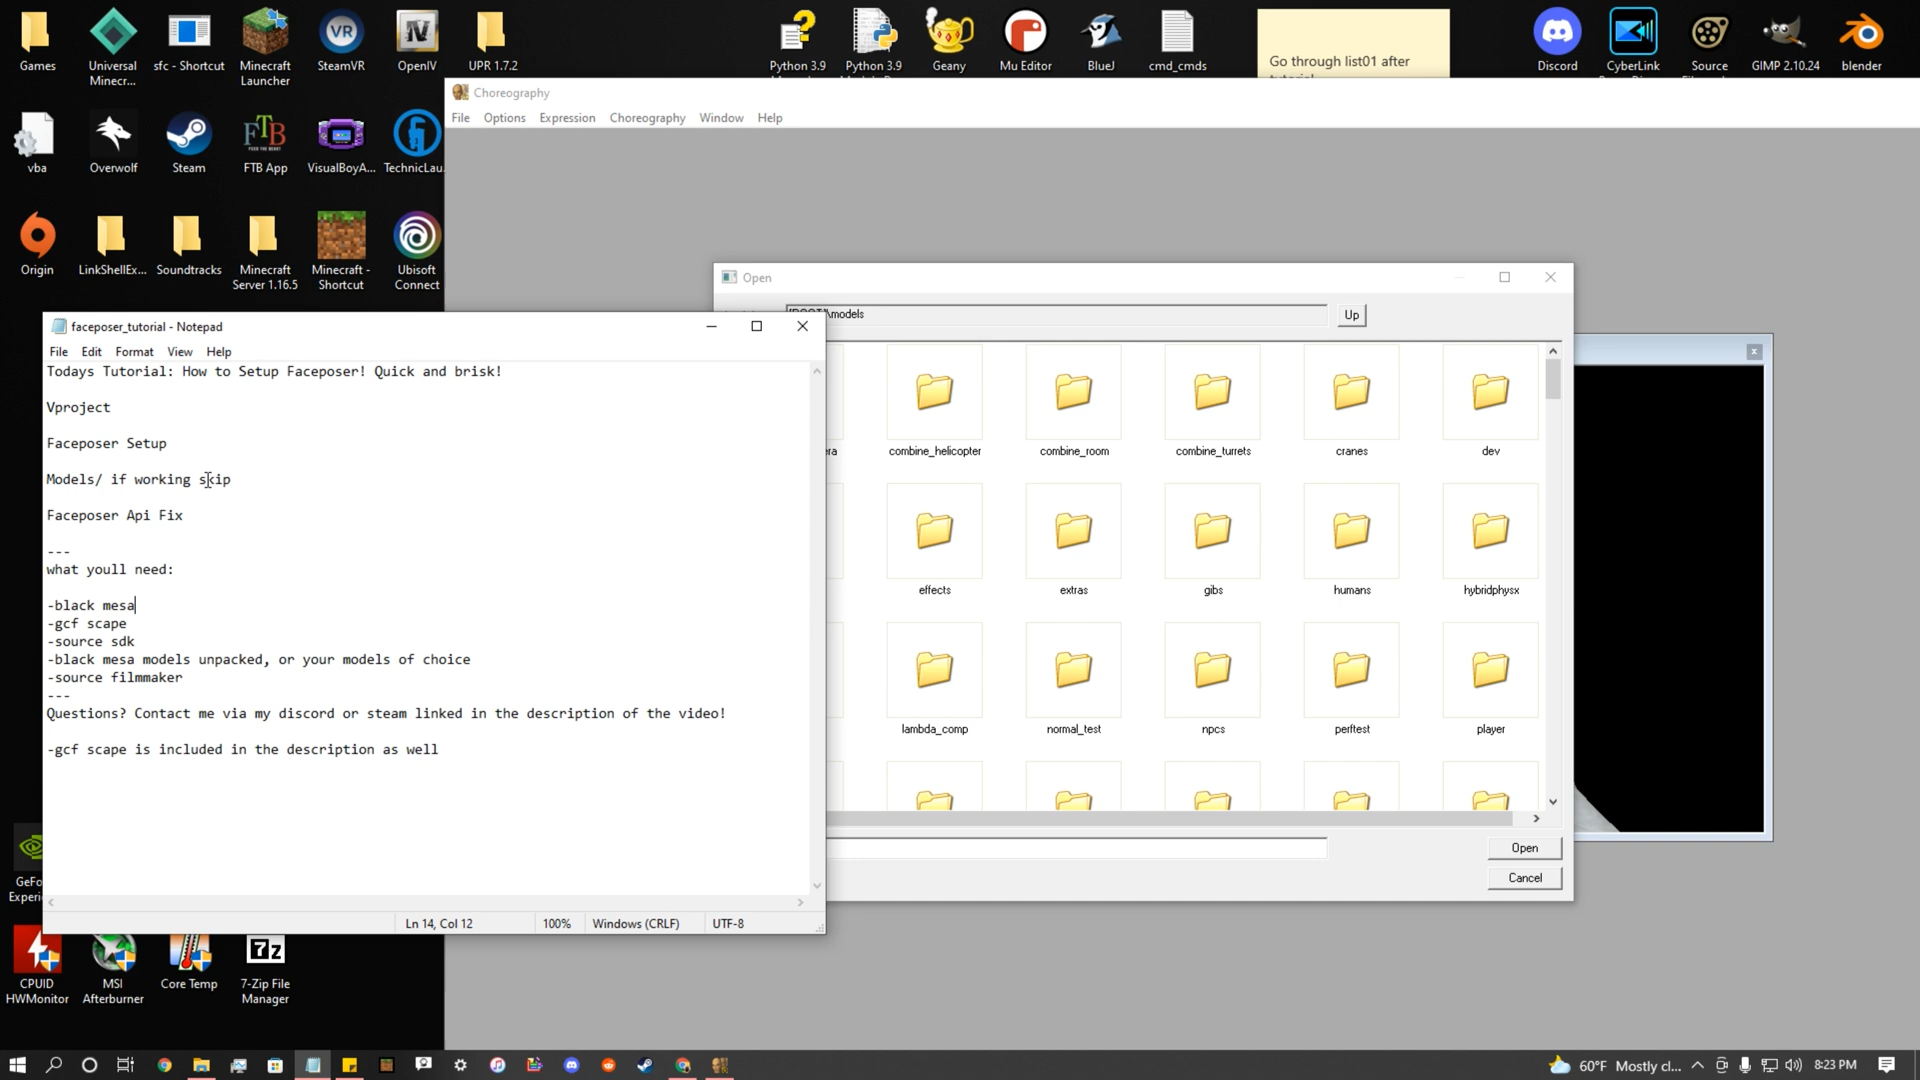 Games
Universal Minecr...
sfc - Shortcut
Minecraft Launcher
SteamVR
OpenIV
UPR 1.7.2
Python 3.9
Python 3.9
Geany
Mu Editor
BlueJ
cmd_cmds
Go through list01 after
tutorial
Discord
CyberLink
Source
GIMP 2.10.24
blender
Choreography
File Options Expression Choreography Window Help
vba
Overwolf
Steam
FTB App
VisualBoyA...
TechnicLau...
Origin
LinkShellEx...
Soundtracks
Minecraft Server 1.16.5
Minecraft - Shortcut
Ubisoft Connect
Open
\models
Up
combine_helicopter
combine_room
combine_turrets
cranes
dev
effects
extras
gibs
humans
hybridphysx
lambda_comp
normal_test
npcs
perftest
player
Open
Cancel
faceposer_tutorial - Notepad
File Edit Format View Help
Todays Tutorial: How to Setup Faceposer! Quick and brisk!
Vproject
Faceposer Setup
Models/ if working skip
Faceposer Api Fix
---
what youll need:
-black mesa
-gcf scape
-source sdk
-black mesa models unpacked, or your models of choice
-source filmmaker
---
Questions? Contact me via my discord or steam linked in the description of the video!
-gcf scape is included in the description as well
Ln 14, Col 12
100%
Windows (CRLF)
UTF-8
GeFo
Experi
CPUID HWMonitor
MSI Afterburner
Core Temp
7z
7-Zip File Manager
60°F Mostly cl...
8:23 PM